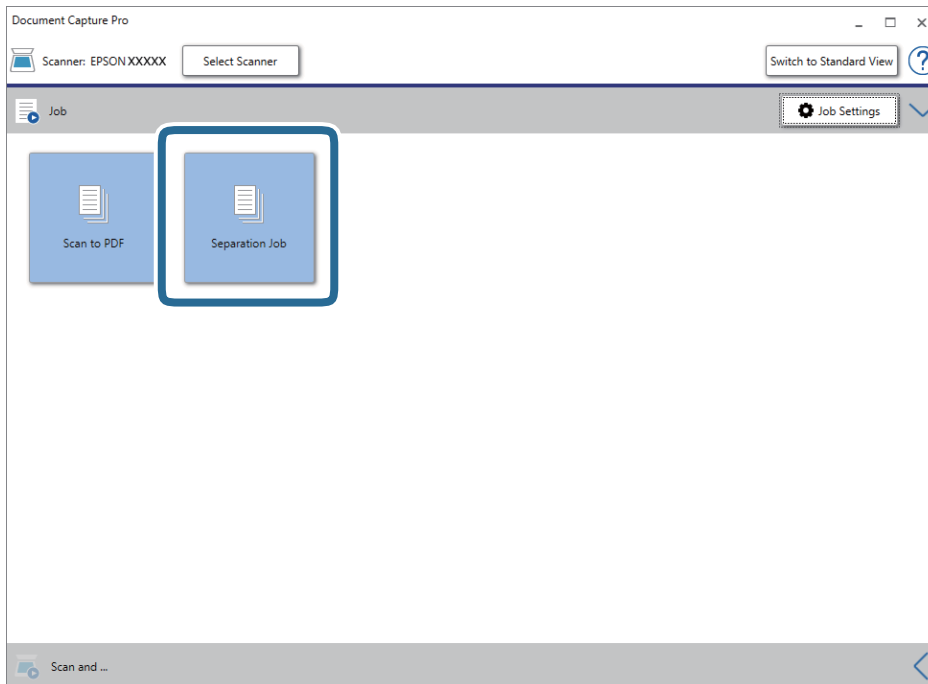 Document Capture Pro
Scanner: EPSON XXXXX
Select Scanner
Switch to Standard View
?
Job
Job Settings
Scan to PDF
Separation Job
Scan and ...